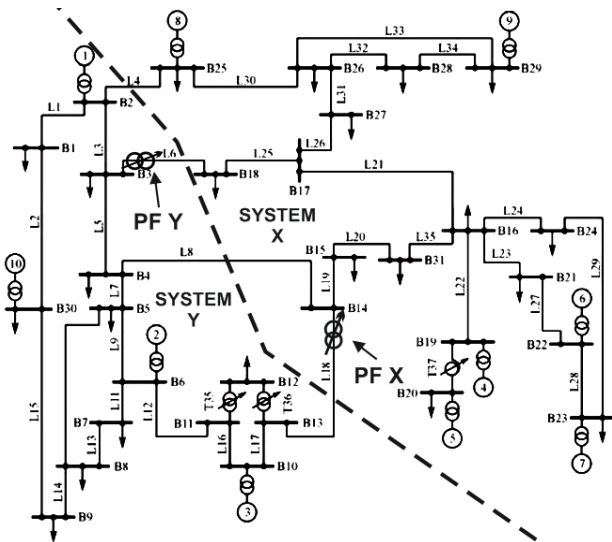 8
9
1
L33
L32
L34
B25
B26
B28
B29
L4
L30
L1
B2
L31
B27
L3
L26
B1
L6
L25
L21
B3
B18
B17
L2
PF Y
SYSTEM
X
L24
L5
L20
L35
B16
B24
L8
B15
B31
L23
L29
10
B4
L19
L22
B21
L7
SYSTEM
Y
L27
6
B30
B5
B14
2
B19
B22
L9
PF X
T37
L18
4
L28
B6
B12
B20
L15
L11
L12
T35
T36
B7
B11
B13
5
B23
L13
L16
L17
B8
B10
7
L14
3
B9